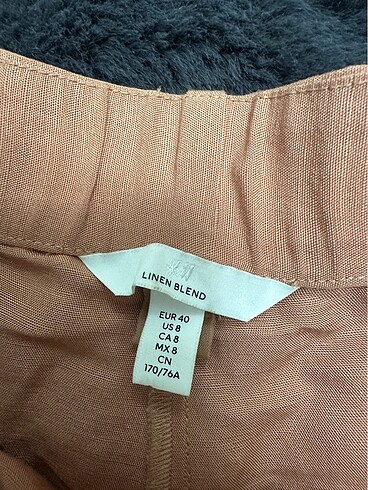 LINEN BLEND
EUR 40
US 8
CA 8
MX 8
CN
170/76A